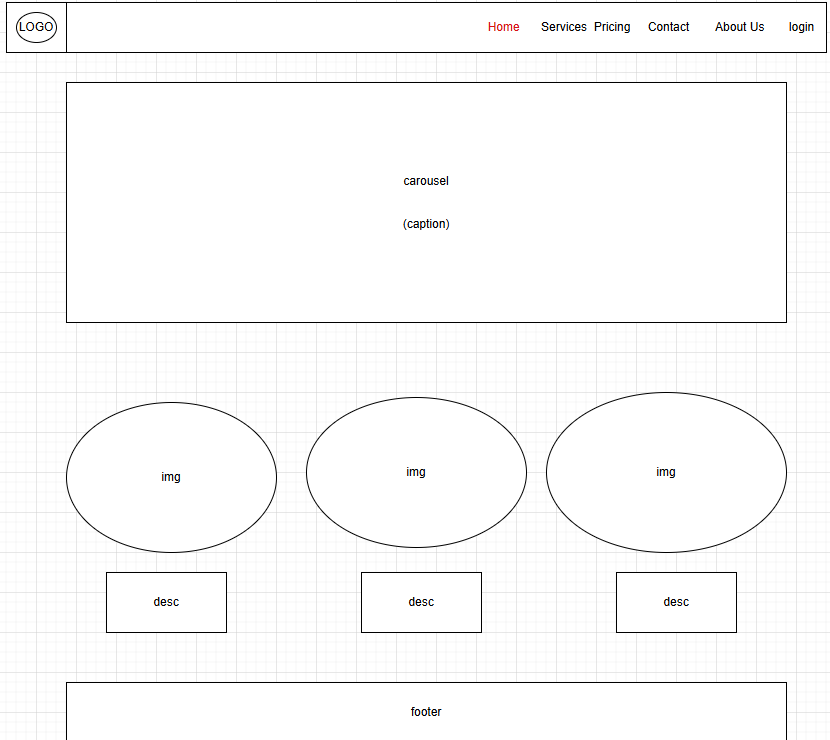 LOGO Home Services Pricing Contact About Us login
carousel
(caption)
img img img
desc desc desc
footer